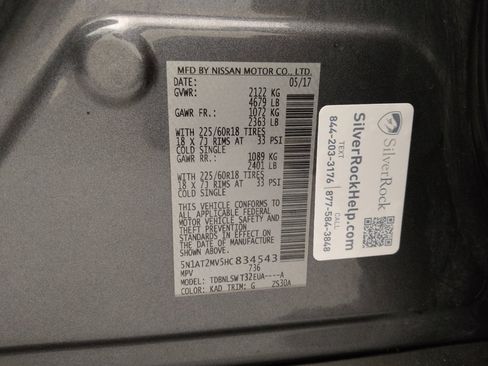 MFD BY NISSAN MOTOR CO., LTD.
DATE: 05/17
GVWR: 2122 KG
4679 LB
GAWR FR.: 1072 KG
2363 LB
WITH 225/60R18 TIRES
18 X 7J RIMS AT 33 PSI
COLD SINGLE
GAWR RR.: 1089 KG
2401 LB
WITH 225/60R18 TIRES
18 X 7J RIMS AT 33 PSI
COLD SINGLE
THIS VEHICLE CONFORMS TO
ALL APPLICABLE FEDERAL
MOTOR VEHICLE SAFETY AND
THEFT PREVENTION
STANDARDS IN EFFECT ON
THE DATE OF MANUFACTURE
SHOWN ABOVE.
5N1AT2MV5HC834543
MPV 736
MODEL: TDBNLSWT32EUA----A
COLOR: KAD TRIM: G ZS30A
SilverRock
SilverRockHelp.com
TEXT CALL
844-203-3176 | 877-584-3848